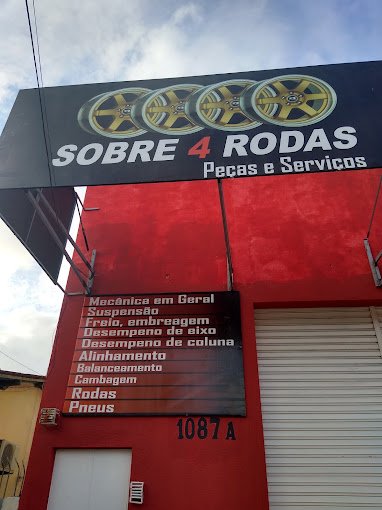 SOBRE 4 RODAS
Peças e Serviços
Mecânica em Geral
Suspensão
Freio, embreagem
Desempeno de eixo
Desempeno de coluna
Alinhamento
Balanceamento
Cambagem
Rodas
Pneus
1087A